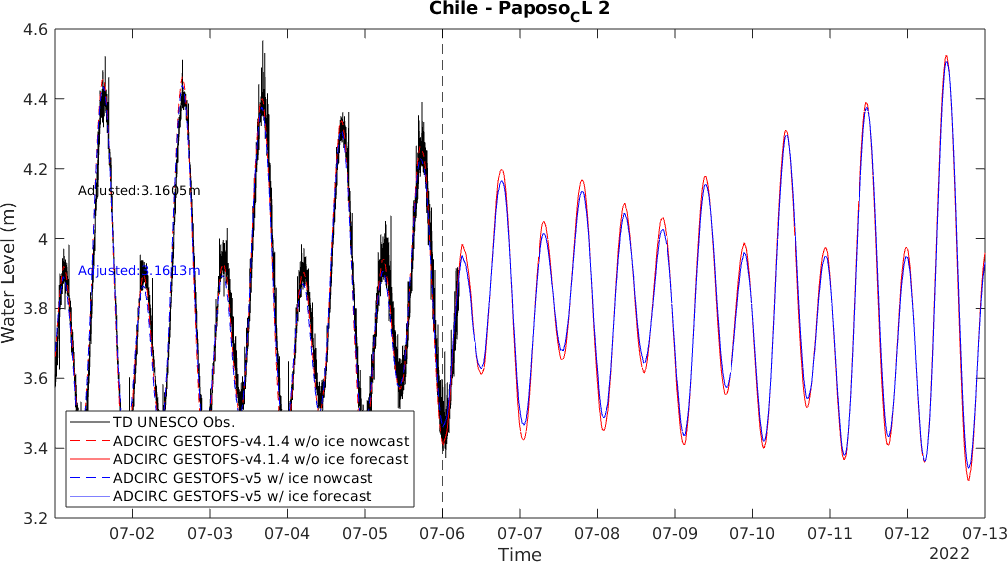 Chile - Paposo_CL 2
4.6
4.4
4.2
4
3.8
3.6
3.4
3.2
Water Level (m)
Adjusted:3.1605m
Adjusted:3.1613m
TD UNESCO Obs.
ADCIRC GESTOFS-v4.1.4 w/o ice nowcast
ADCIRC GESTOFS-v4.1.4 w/o ice forecast
ADCIRC GESTOFS-v5 w/ ice nowcast
ADCIRC GESTOFS-v5 w/ ice forecast
07-02 07-03 07-04 07-05 07-06 07-07 07-08 07-09 07-10 07-11 07-12 07-13
Time
2022